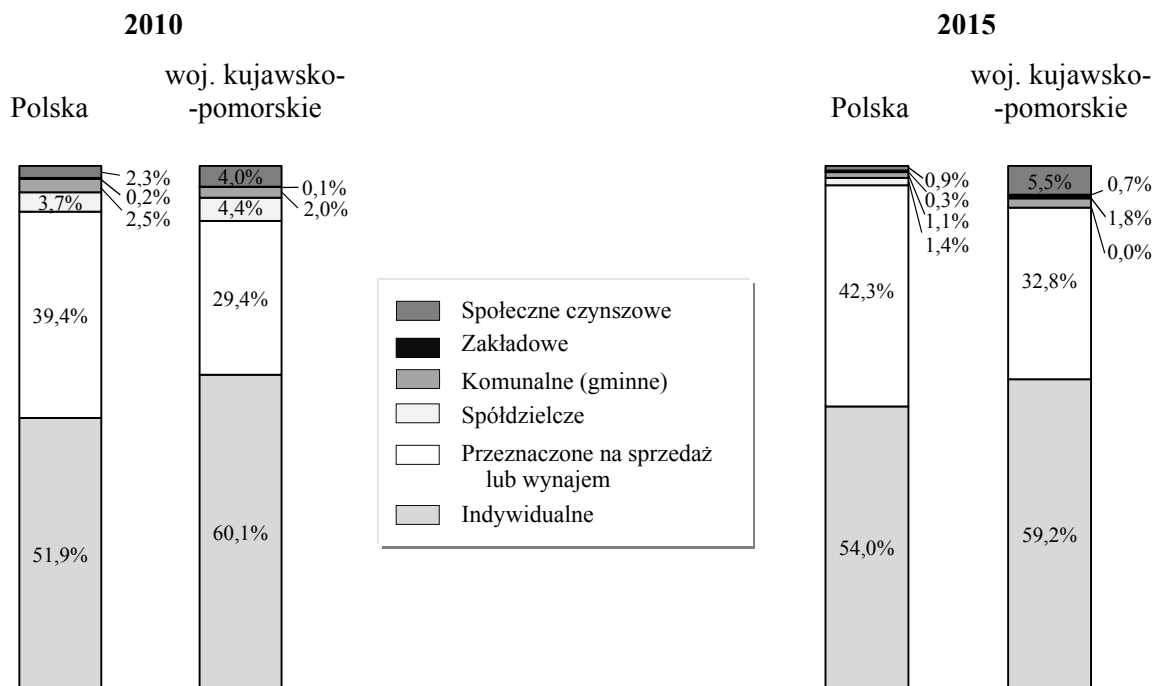 2010
2015
Polska
woj. kujawsko-
-pomorskie
Polska
woj. kujawsko-
-pomorskie
2,3%
0,2%
2,5%
3,7%
39,4%
51,9%
4,0%
0,1%
2,0%
4,4%
29,4%
60,1%
Społeczne czynszowe
Zakładowe
Komunalne (gminne)
Spółdzielcze
Przeznaczone na sprzedaż
lub wynajem
Indywidualne
0,9%
0,3%
1,1%
1,4%
42,3%
54,0%
5,5%
0,7%
1,8%
0,0%
32,8%
59,2%